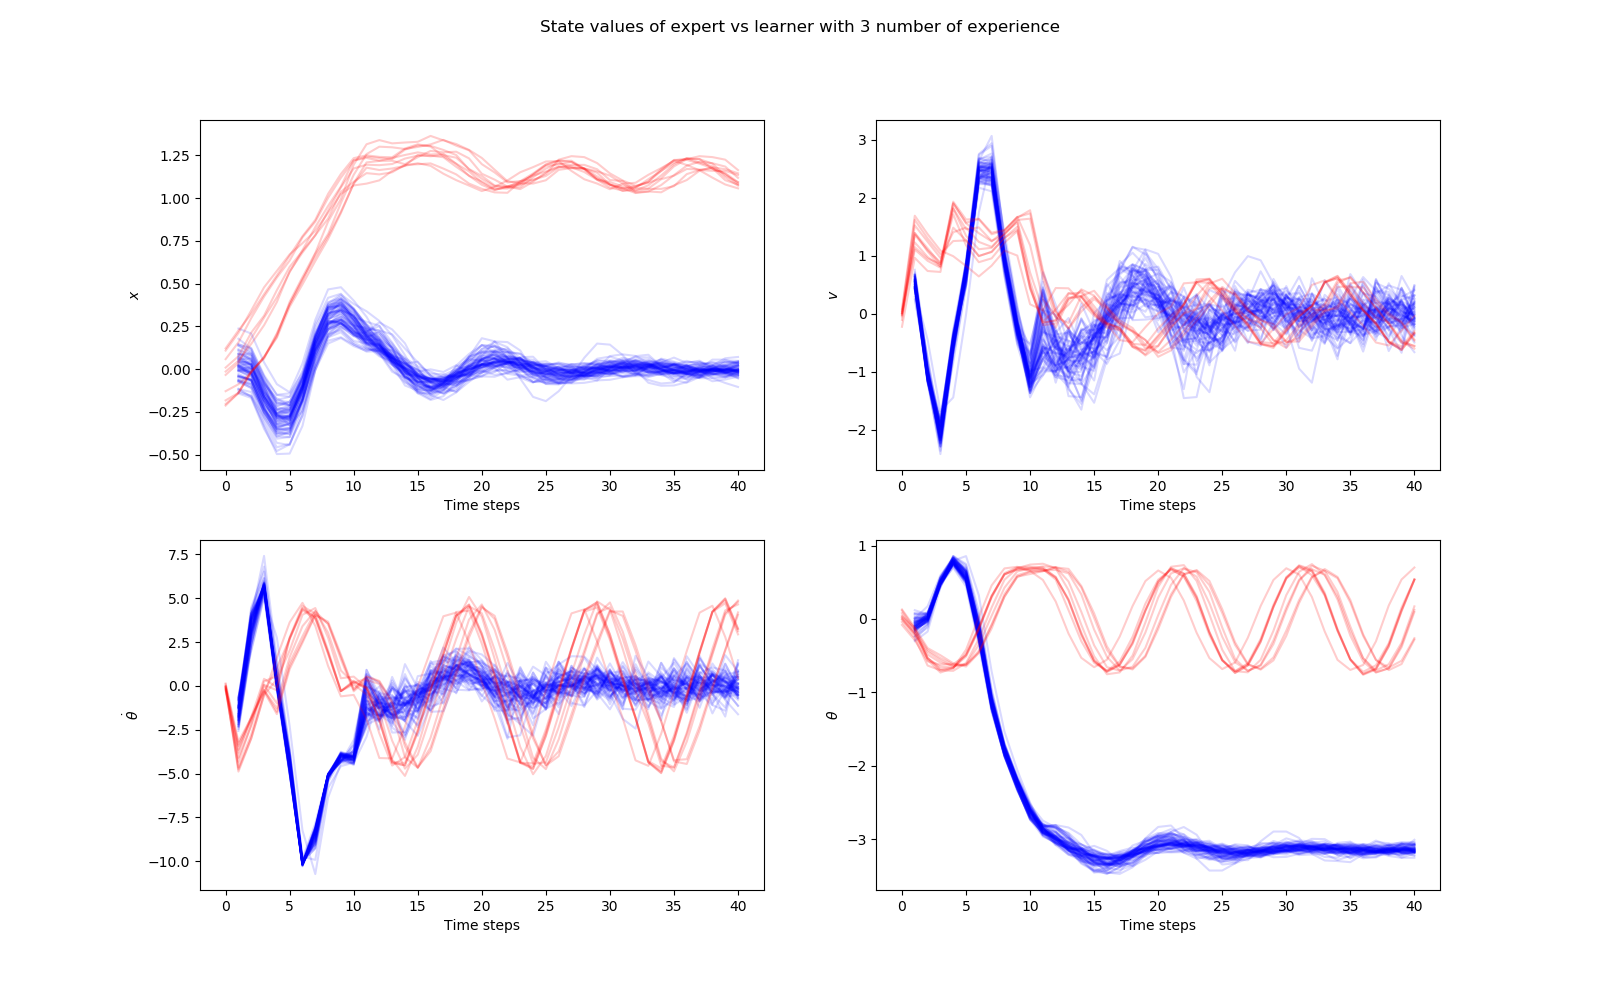 State values of expert vs learner with 3 number of experience
1.25
1.00
0.75
0.50
0.25
0.00
−0.25
−0.50
x
0 5 10 15 20 25 30 35 40
Time steps
3
2
1
0
−1
−2
v
0 5 10 15 20 25 30 35 40
Time steps
7.5
5.0
2.5
0.0
−2.5
−5.0
−7.5
−10.0
θ̇
0 5 10 15 20 25 30 35 40
Time steps
1
0
−1
−2
−3
θ
0 5 10 15 20 25 30 35 40
Time steps